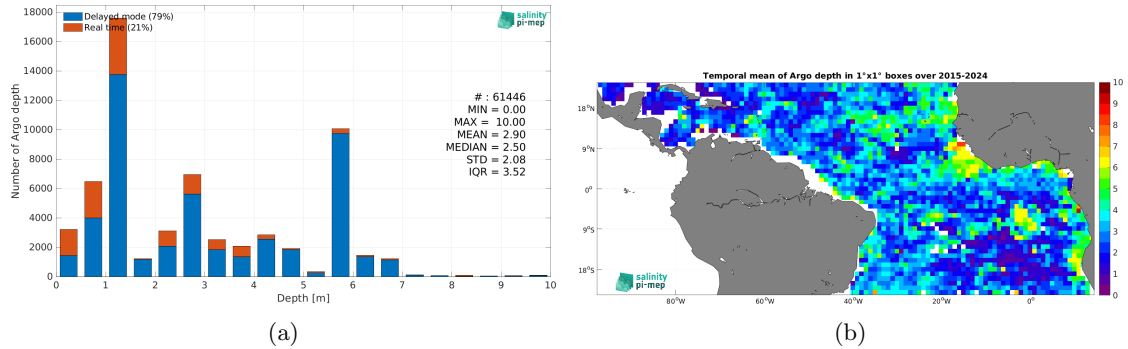 Delayed mode (79%)
Real time (21%)
salinity
pi-mep
18000
16000
14000
12000
10000
8000
6000
4000
2000
0
Number of Argo depth
# : 61446
MIN = 0.00
MAX = 10.00
MEAN = 2.90
MEDIAN = 2.50
STD = 2.08
IQR = 3.52
0 1 2 3 4 5 6 7 8 9 10
Depth [m]
(a)
Temporal mean of Argo depth in 1°x1° boxes over 2015-2024
18°N
9°N
0°
9°S
18°S
80°W 60°W 40°W 20°W 0°
salinity
pi-mep
10
9
8
7
6
5
4
3
2
1
0
(b)